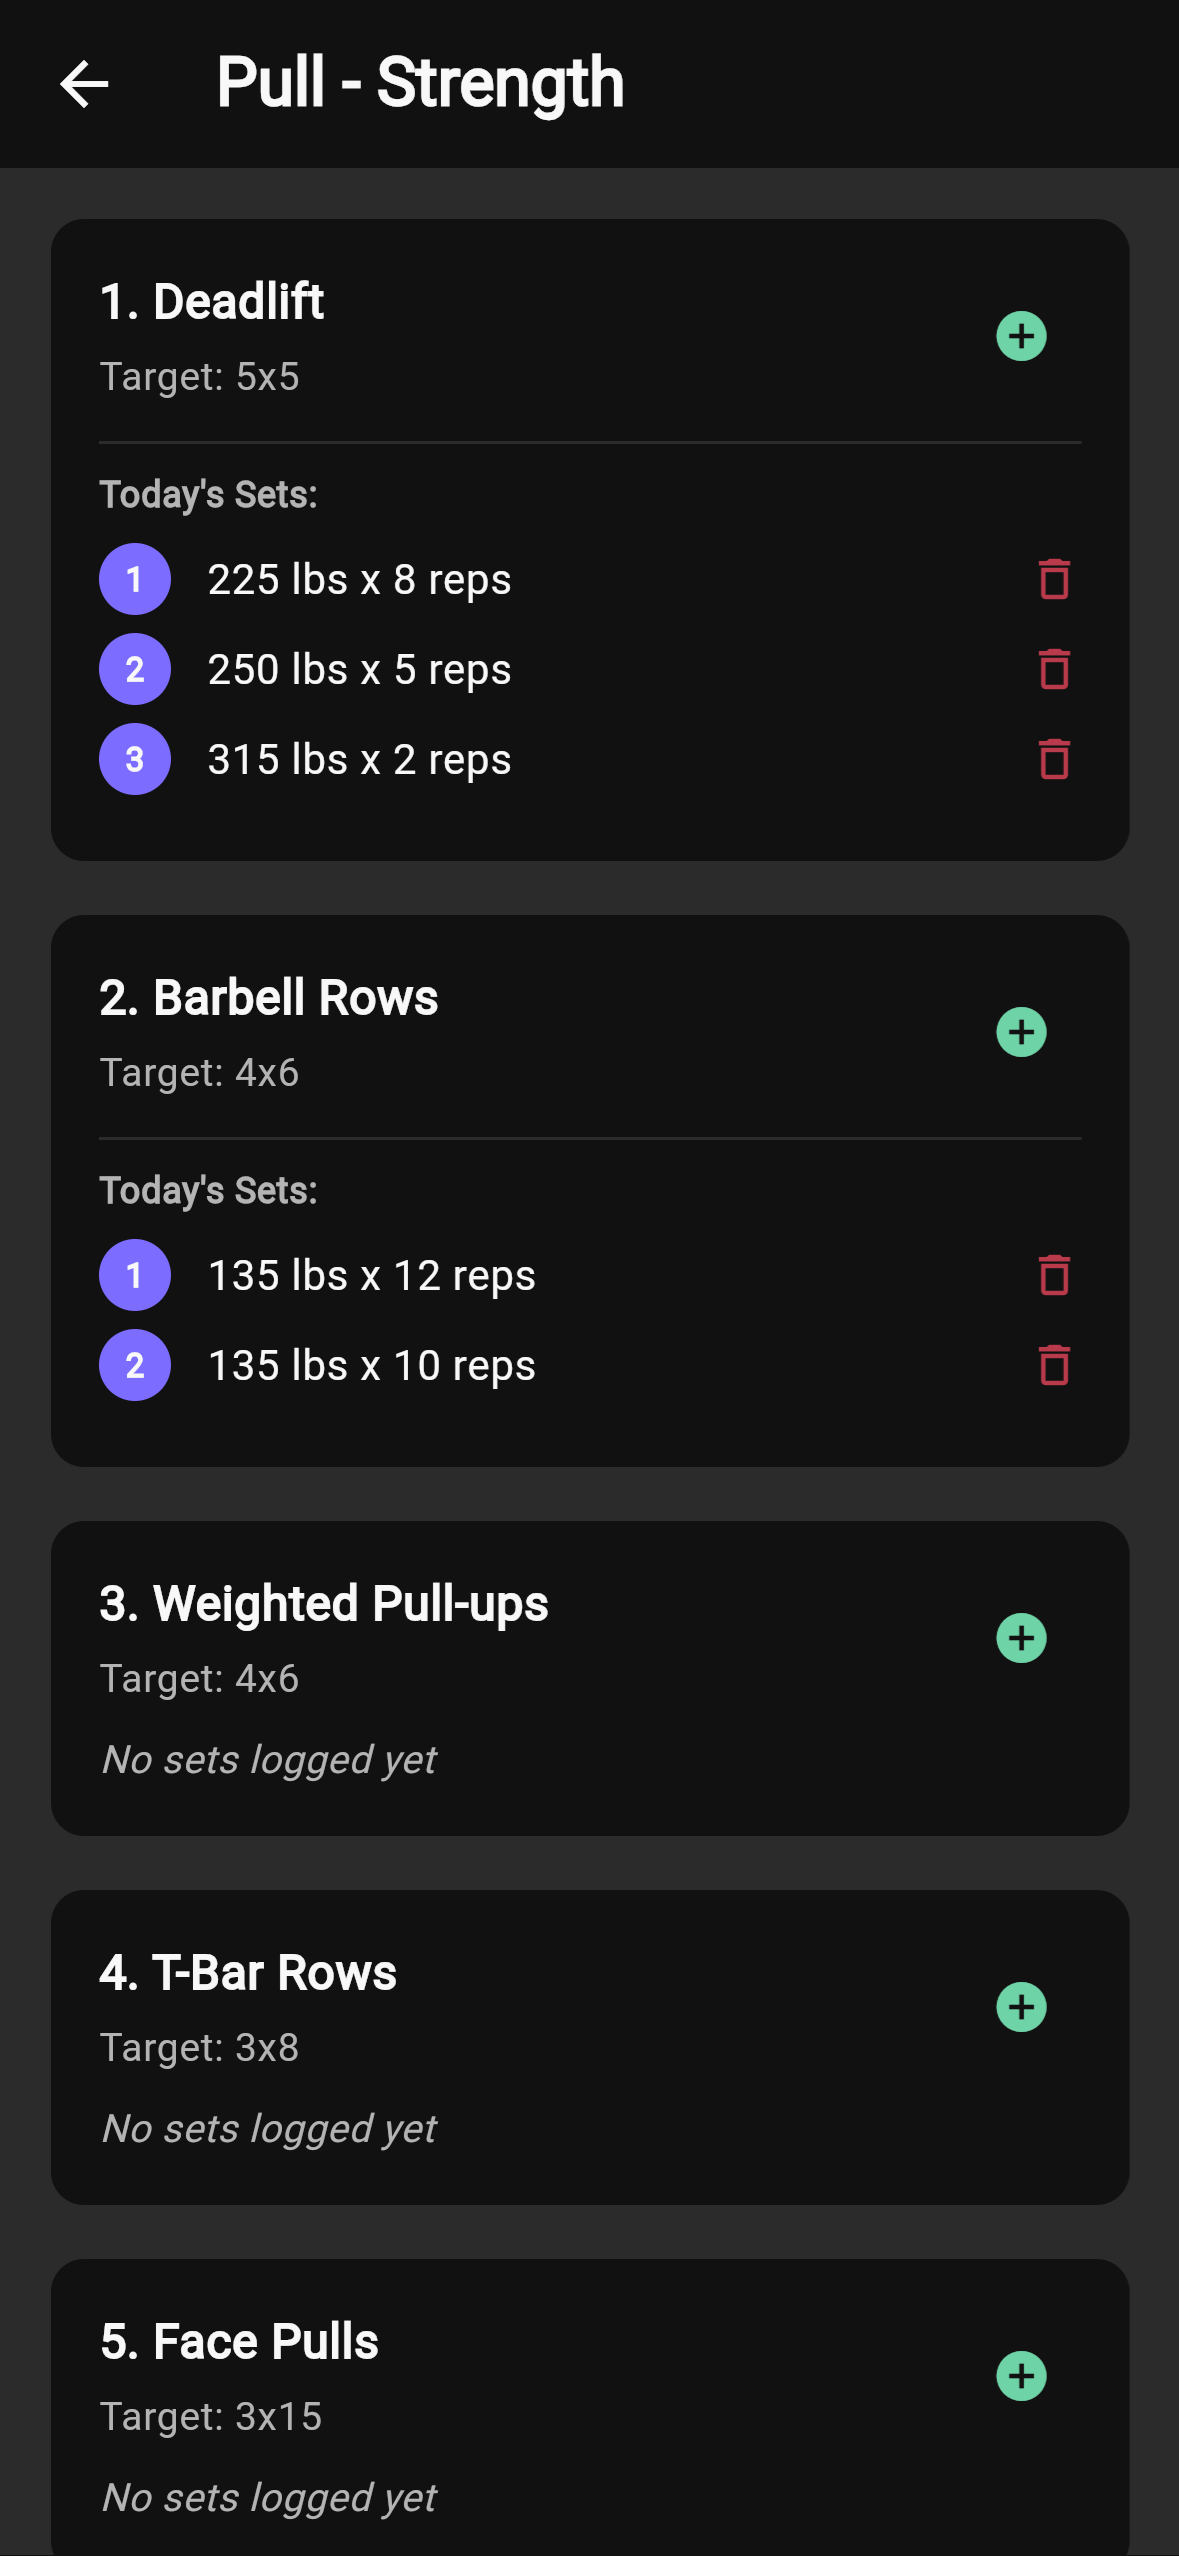 Pull - Strength
1. Deadlift
Target: 5x5
Today's Sets:
1 225 lbs x 8 reps
2 250 lbs x 5 reps
3 315 lbs x 2 reps
2. Barbell Rows
Target: 4x6
Today's Sets:
1 135 lbs x 12 reps
2 135 lbs x 10 reps
3. Weighted Pull-ups
Target: 4x6
No sets logged yet
4. T-Bar Rows
Target: 3x8
No sets logged yet
5. Face Pulls
Target: 3x15
No sets logged yet